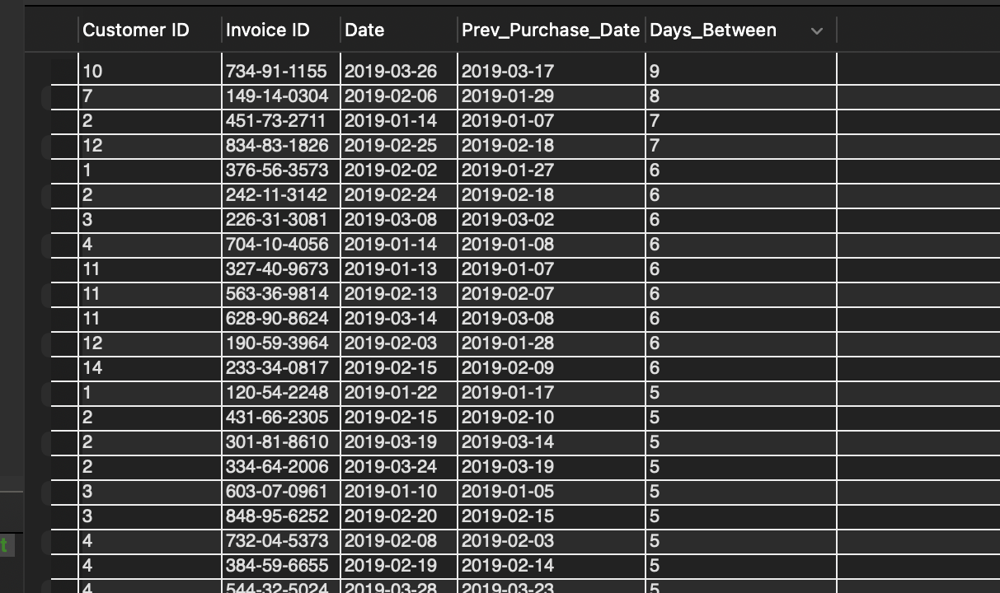 Customer ID Invoice ID Date Prev_Purchase_Date Days_Between
10 734-91-1155 2019-03-26 2019-03-17 9
7 149-14-0304 2019-02-06 2019-01-29 8
2 451-73-2711 2019-01-14 2019-01-07 7
12 834-83-1826 2019-02-25 2019-02-18 7
1 376-56-3573 2019-02-02 2019-01-27 6
2 242-11-3142 2019-02-24 2019-02-18 6
3 226-31-3081 2019-03-08 2019-03-02 6
4 704-10-4056 2019-01-14 2019-01-08 6
11 327-40-9673 2019-01-13 2019-01-07 6
11 563-36-9814 2019-02-13 2019-02-07 6
11 628-90-8624 2019-03-14 2019-03-08 6
12 190-59-3964 2019-02-03 2019-01-28 6
14 233-34-0817 2019-02-15 2019-02-09 6
1 120-54-2248 2019-01-22 2019-01-17 5
2 431-66-2305 2019-02-15 2019-02-10 5
2 301-81-8610 2019-03-19 2019-03-14 5
2 334-64-2006 2019-03-24 2019-03-19 5
3 603-07-0961 2019-01-10 2019-01-05 5
3 848-95-6252 2019-02-20 2019-02-15 5
4 732-04-5373 2019-02-08 2019-02-03 5
t
4 384-59-6655 2019-02-19 2019-02-14 5
4 544-32-5024 2019-03-28 2019-03-23 5